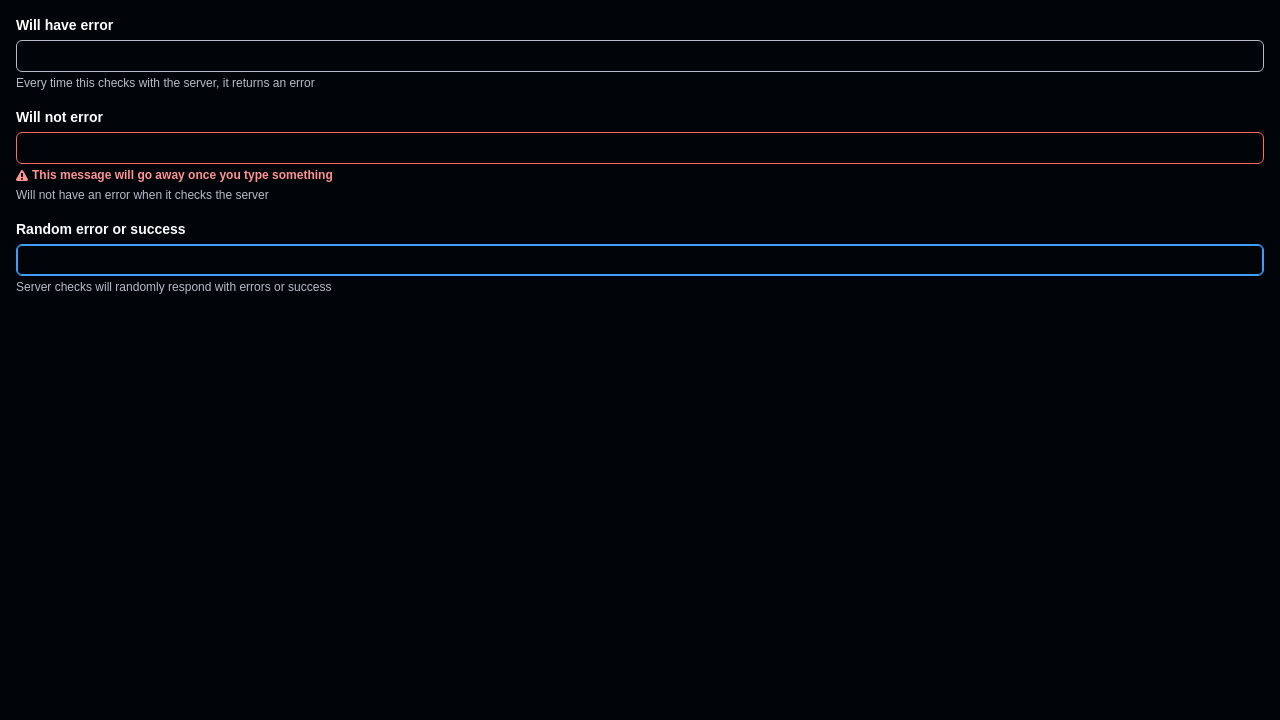 Will have error
Every time this checks with the server, it returns an error
Will not error
This message will go away once you type something
Will not have an error when it checks the server
Random error or success
Server checks will randomly respond with errors or success